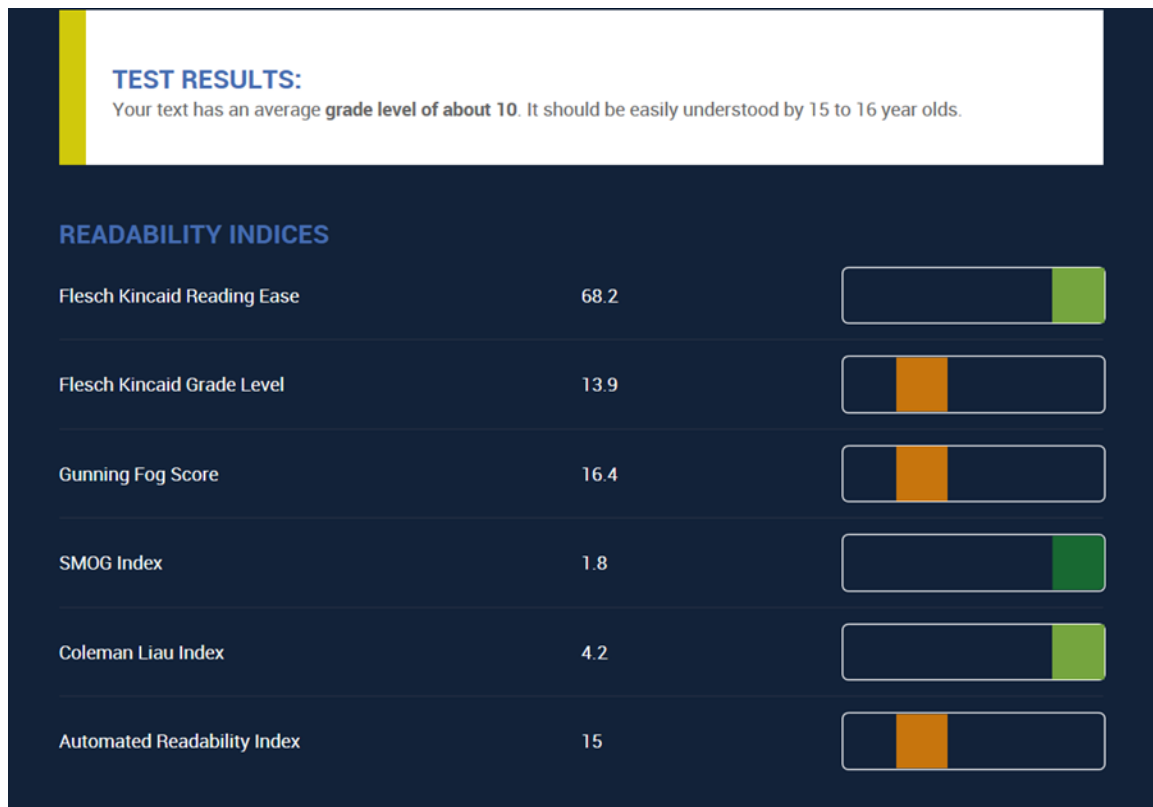 TEST RESULTS:
Your text has an average grade level of about 10. It should be easily understood by 15 to 16 year olds.
READABILITY INDICES
Flesch Kincaid Reading Ease 68.2
Flesch Kincaid Grade Level 13.9
Gunning Fog Score 16.4
SMOG Index 1.8
Coleman Liau Index 4.2
Automated Readability Index 15